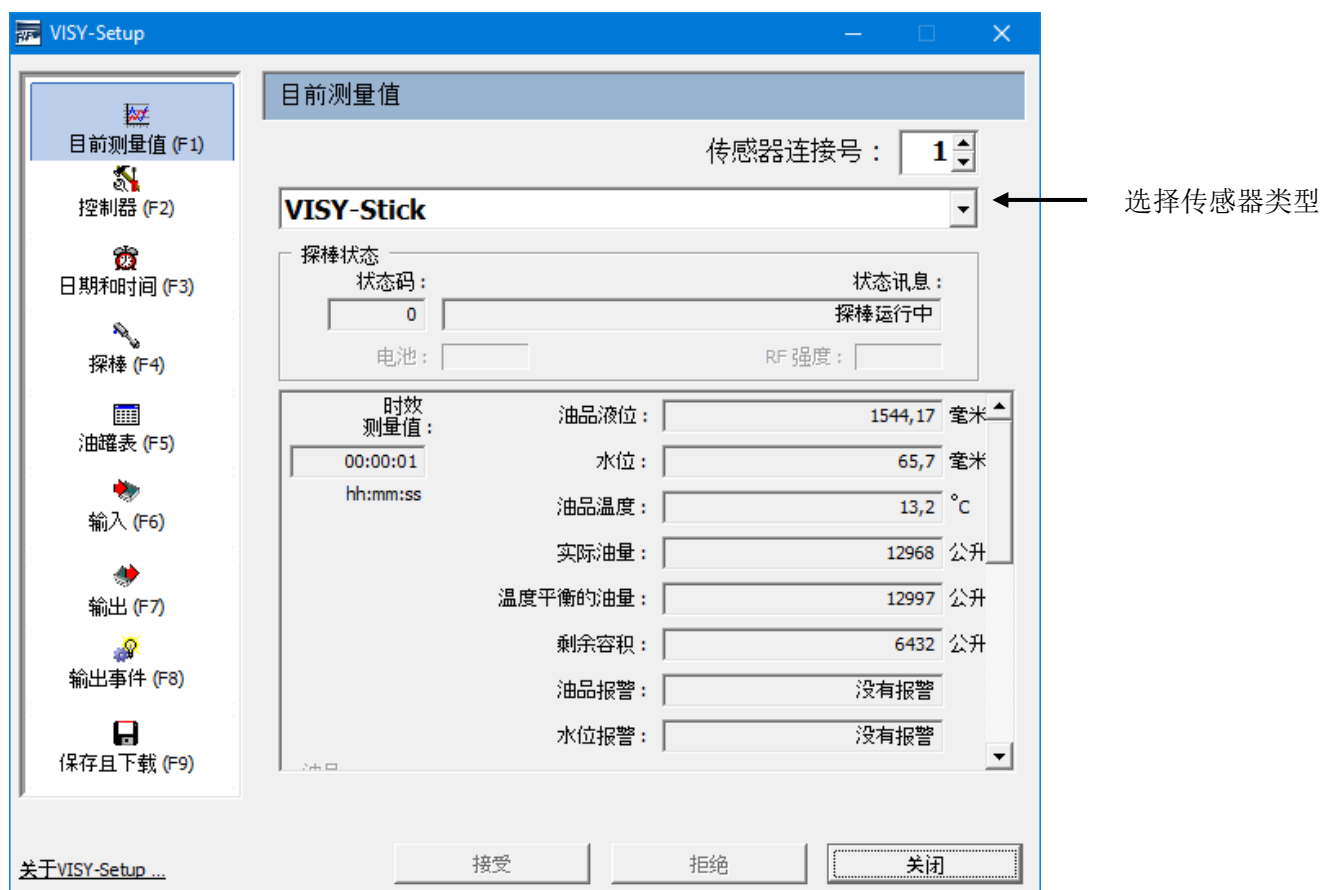 VISY-Setup
目前测量值 (F1)
控制器 (F2)
日期和时间 (F3)
探棒 (F4)
油罐表 (F5)
输入 (F6)
输出 (F7)
输出事件 (F8)
保存且下载 (F9)
目前测量值
传感器连接号： 1
VISY-Stick
选择传感器类型
探棒状态
状态码： 状态讯息：
0 探棒运行中
电池： RF 强度：
时效
测量值：
00:00:01
hh:mm:ss
油品液位： 1544,17 毫米
水位： 65,7 毫米
油品温度： 13,2 °C
实际油量： 12968 公升
温度平衡的油量： 12997 公升
剩余容积： 6432 公升
油品报警： 没有报警
水位报警： 没有报警
关于VISY-Setup ...
接受 拒绝 关闭